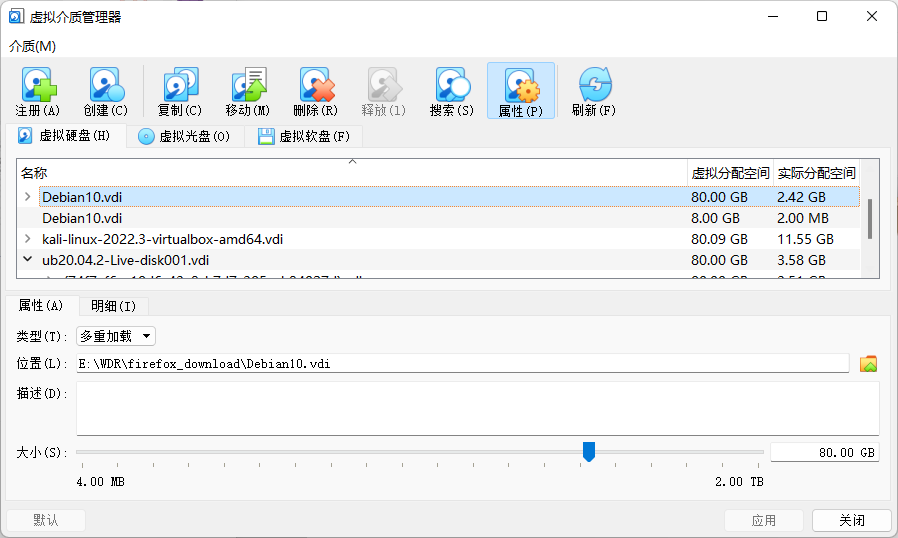 虚拟介质管理器
介质(M)
注册(A) 创建(C) 复制(C) 移动(M) 删除(R) 释放(l) 搜索(S) 属性(P) 刷新(F)
虚拟硬盘(H) 虚拟光盘(O) 虚拟软盘(F)
名称 虚拟分配空间 实际分配空间
Debian10.vdi 80.00 GB 2.42 GB
Debian10.vdi 8.00 GB 2.00 MB
kali-linux-2022.3-virtualbox-amd64.vdi 80.09 GB 11.55 GB
ub20.04.2-Live-disk001.vdi 80.00 GB 3.58 GB
属性(A) 明细(I)
类型(T): 多重加载
位置(L): E:\WDR\firefox_download\Debian10.vdi
描述(D):
大小(S): 80.00 GB
4.00 MB 2.00 TB
默认 应用 关闭